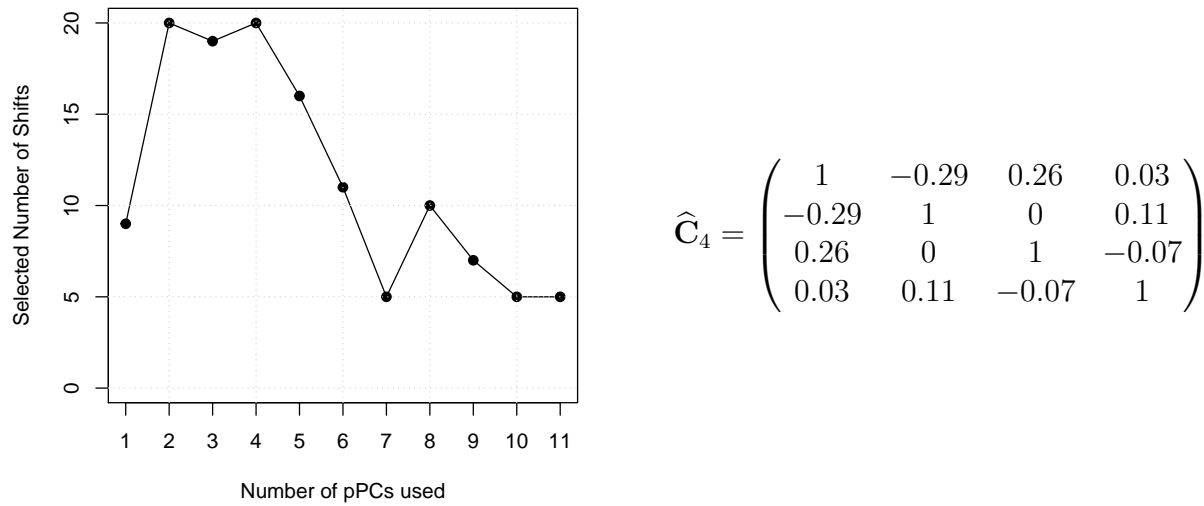 20
15
10
5
0
Selected Number of Shifts
1 2 3 4 5 6 7 8 9 10 11
Number of pPCs used
Ĉ₄ =
1 −0.29 0.26 0.03
−0.29 1 0 0.11
0.26 0 1 −0.07
0.03 0.11 −0.07 1